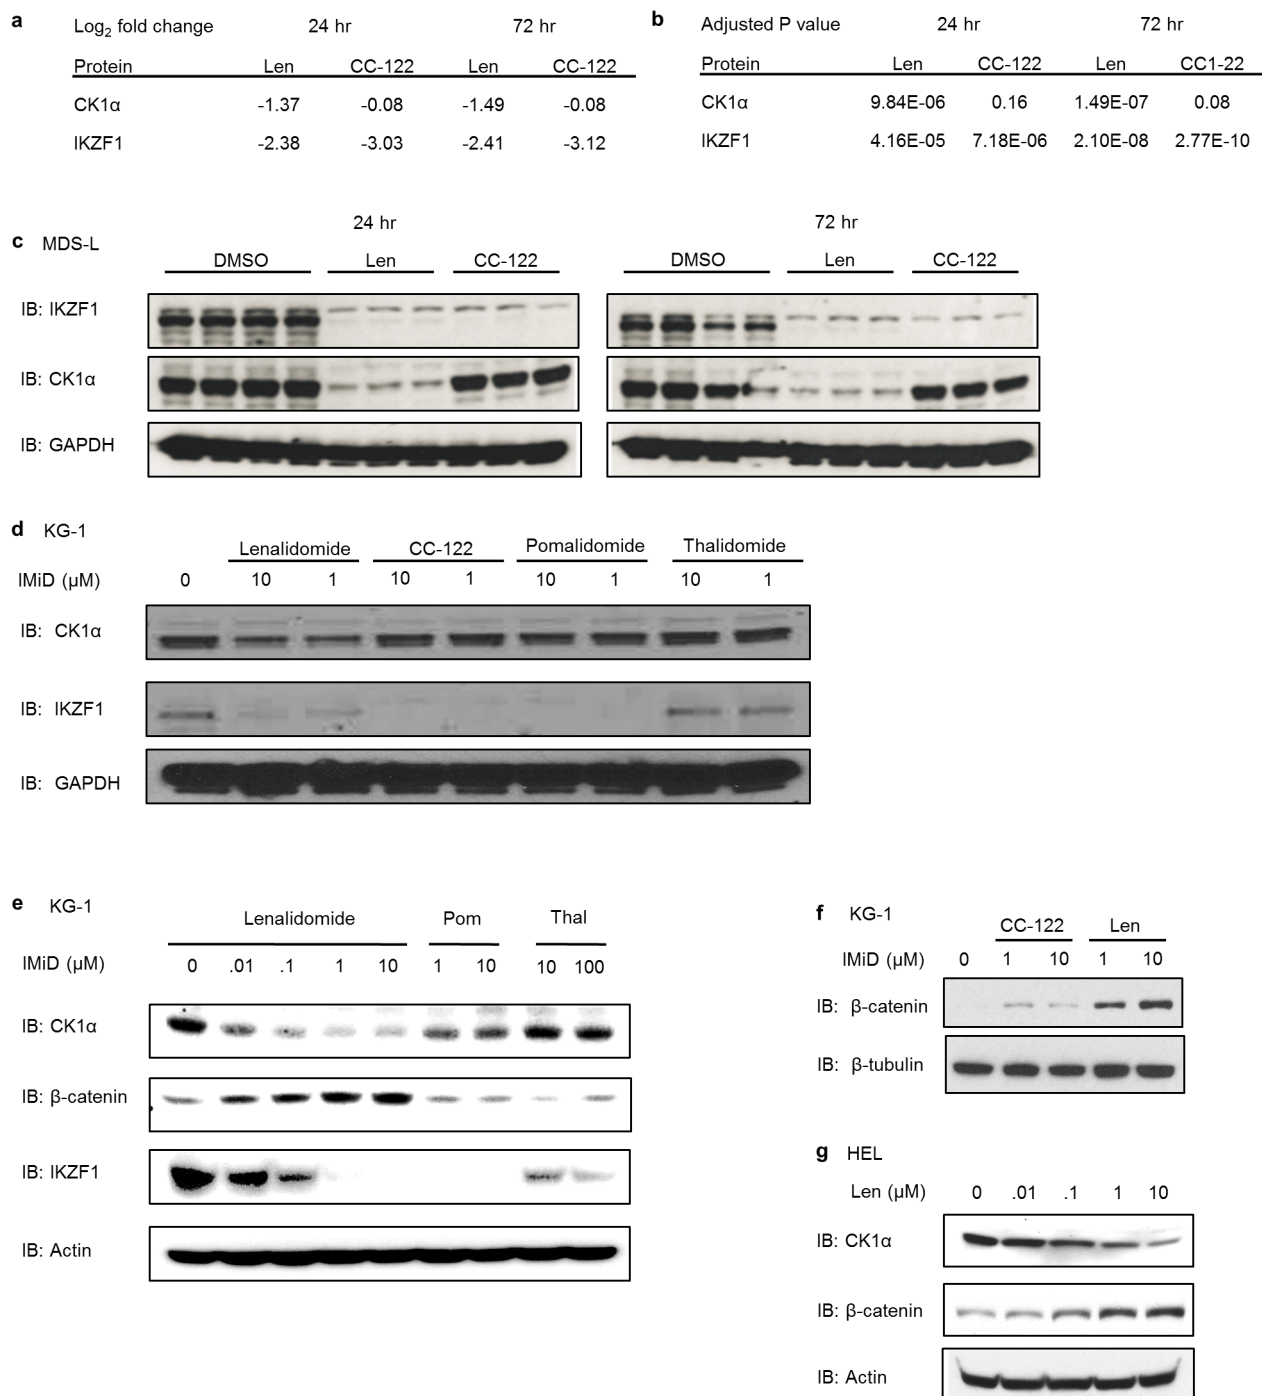 a
Log2 fold change 24 hr 72 hr
Protein Len CC-122 Len CC-122
CK1α -1.37 -0.08 -1.49 -0.08
IKZF1 -2.38 -3.03 -2.41 -3.12
b
Adjusted P value 24 hr 72 hr
Protein Len CC-122 Len CC1-22
CK1α 9.84E-06 0.16 1.49E-07 0.08
IKZF1 4.16E-05 7.18E-06 2.10E-08 2.77E-10
c MDS-L
24 hr 72 hr
DMSO Len CC-122 DMSO Len CC-122
IB: IKZF1
IB: CK1α
IB: GAPDH
d KG-1
Lenalidomide CC-122 Pomalidomide Thalidomide
IMiD (µM) 0 10 1 10 1 10 1 10 1
IB: CK1α
IB: IKZF1
IB: GAPDH
e KG-1
Lenalidomide Pom Thal
IMiD (µM) 0 .01 .1 1 10 1 10 10 100
IB: CK1α
IB: β-catenin
IB: IKZF1
IB: Actin
f KG-1
CC-122 Len
IMiD (µM) 0 1 10 1 10
IB: β-catenin
IB: β-tubulin
g HEL
Len (µM) 0 .01 .1 1 10
IB: CK1α
IB: β-catenin
IB: Actin